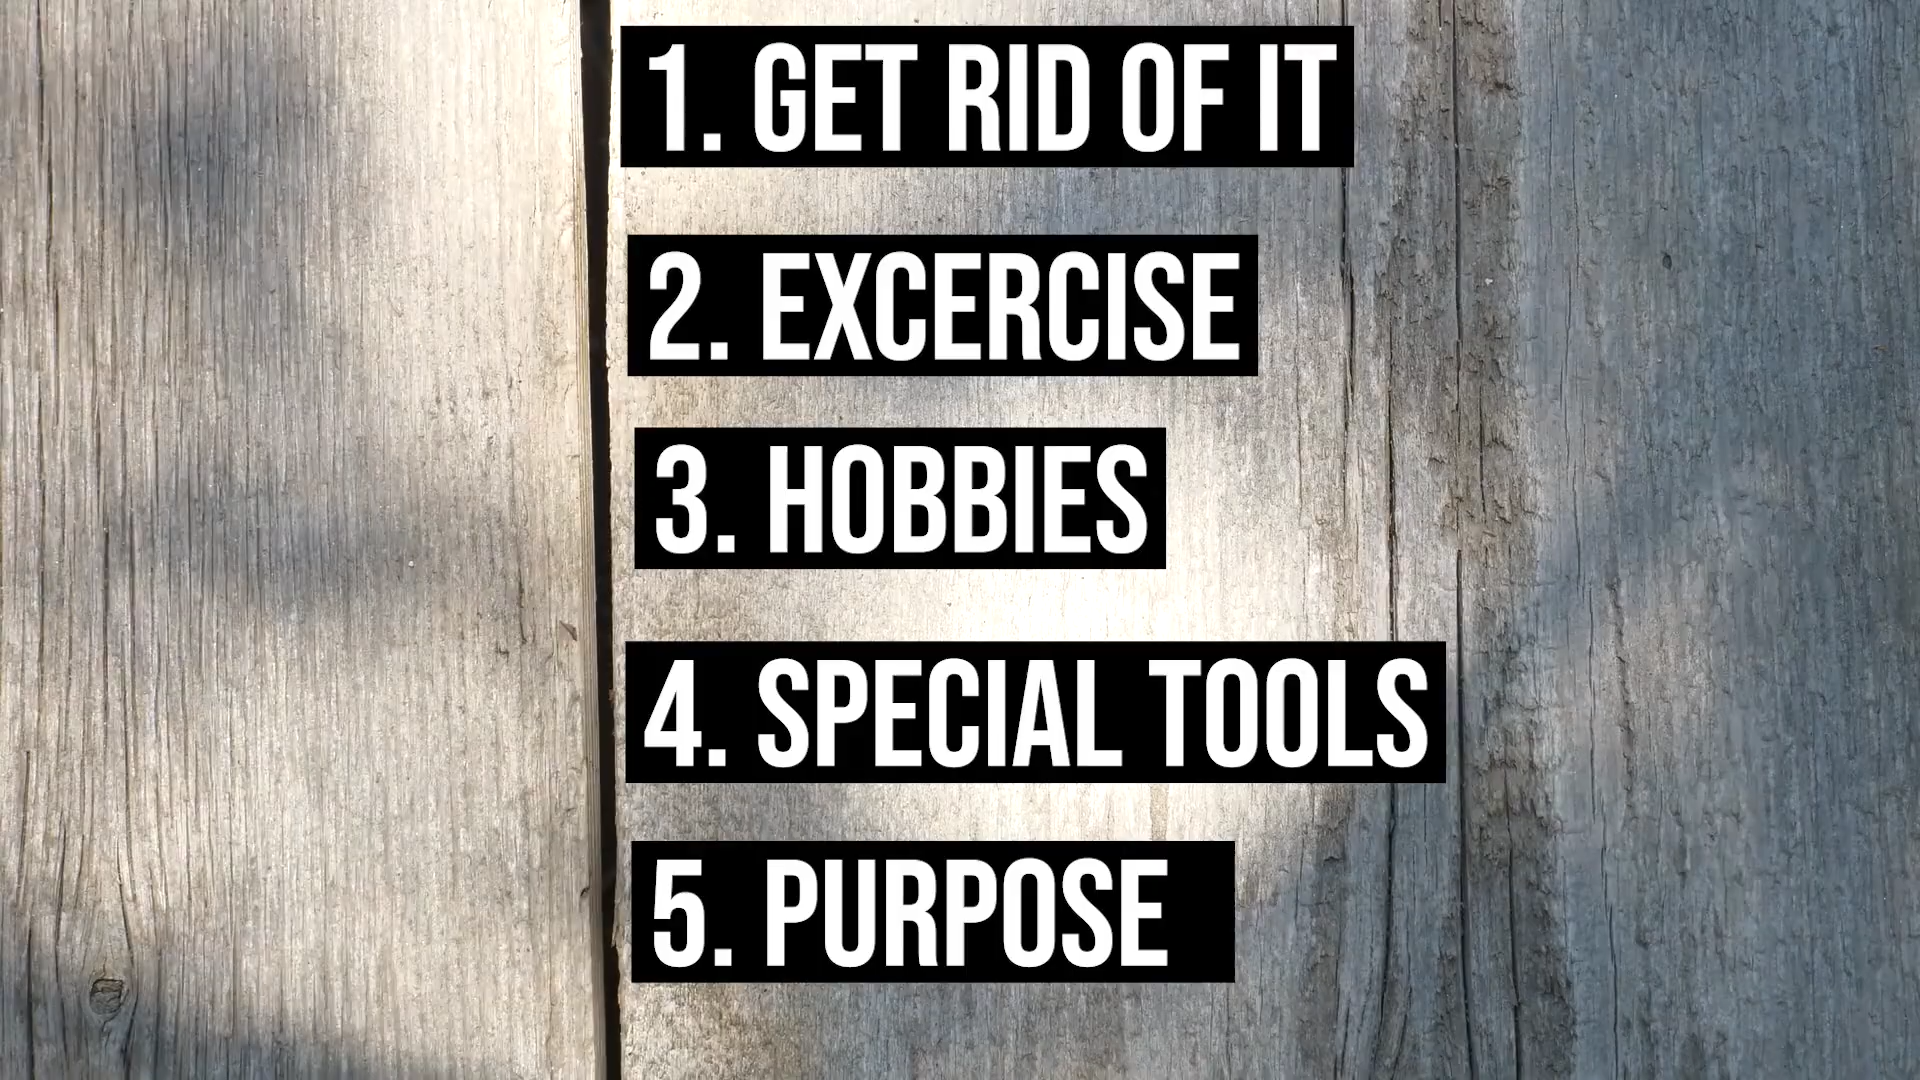 1. GET RID OF IT
2. EXCERCISE
3. HOBBIES
4. SPECIAL TOOLS
5. PURPOSE